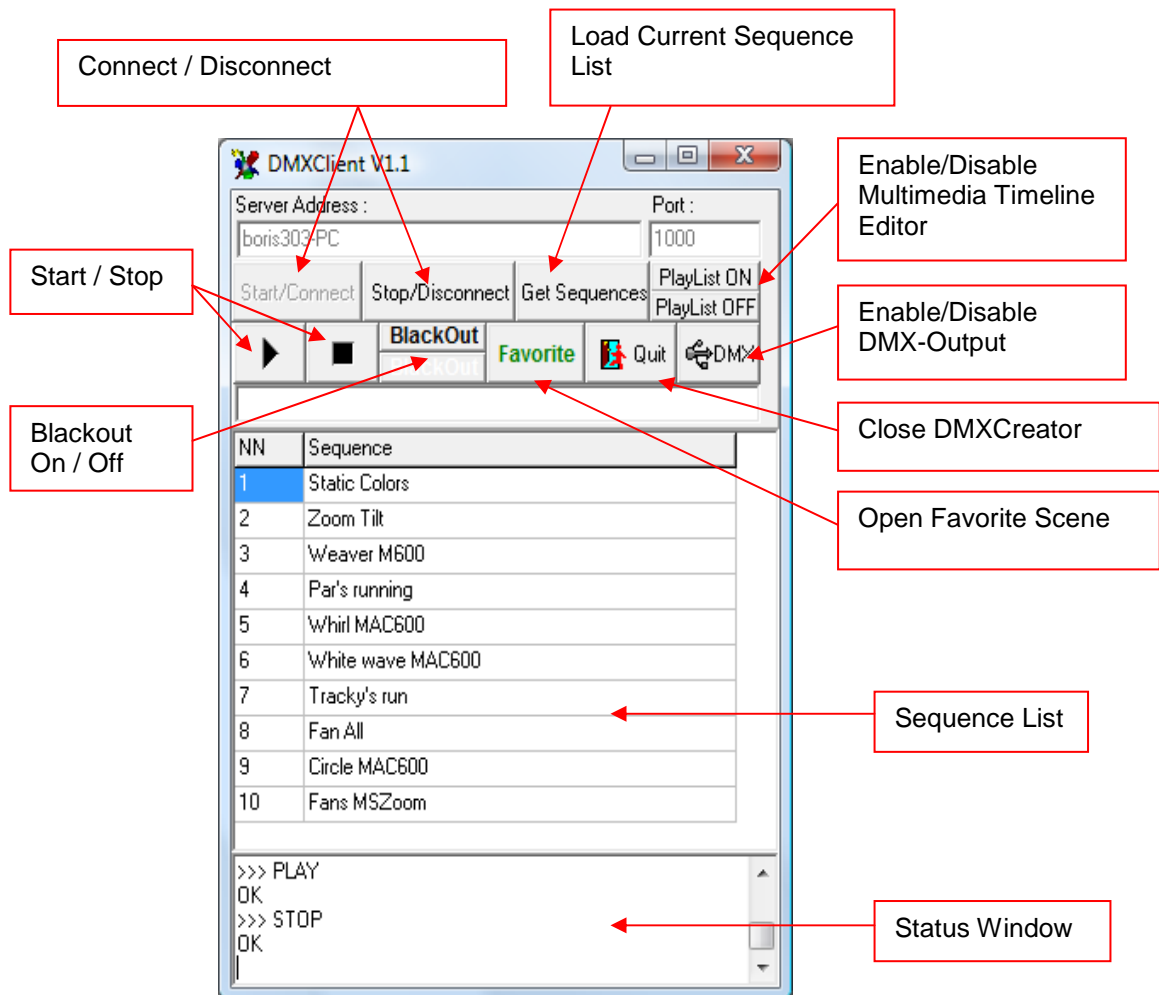 Load Current Sequence
List
Connect / Disconnect
DMXClient V1.1
Enable/Disable
Multimedia Timeline
Editor
Server Address :
Port :
boris303-PC
1000
Start / Stop
Start/Connect
Stop/Disconnect
Get Sequences
PlayList ON
PlayList OFF
Enable/Disable
DMX-Output
BlackOut
BlackOut
Favorite
Quit
DMX
Blackout
On / Off
Close DMXCreator
NN
Sequence
1 Static Colors
2 Zoom Tilt
3 Weaver M600
4 Par's running
5 Whirl MAC600
6 White wave MAC600
7 Tracky's run
8 Fan All
9 Circle MAC600
10 Fans MSZoom
Open Favorite Scene
Sequence List
>>> PLAY
OK
>>> STOP
OK
Status Window